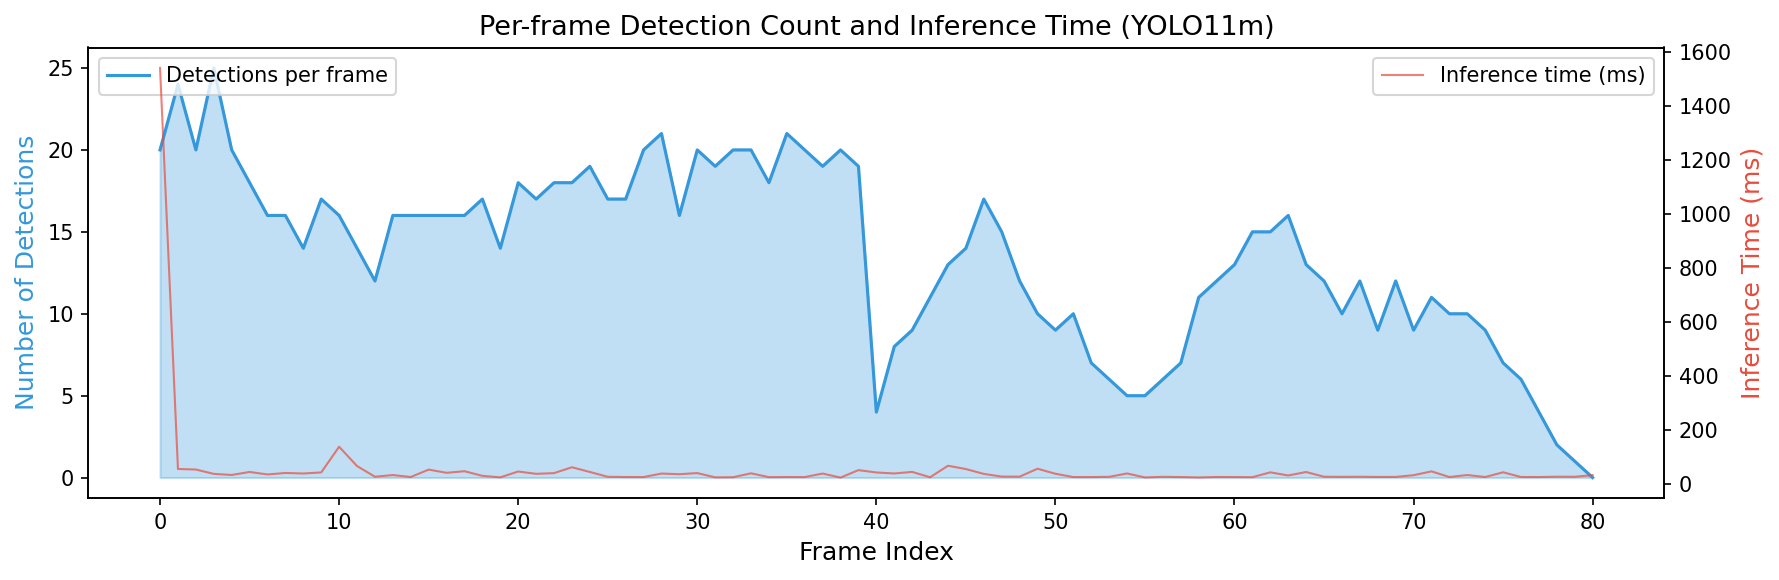 Per-frame Detection Count and Inference Time (YOLO11m)
Detections per frame
Inference time (ms)
Number of Detections
25
20
15
10
5
0
1600
1400
1200
1000
800
600
400
200
0
Inference Time (ms)
0 10 20 30 40 50 60 70 80
Frame Index